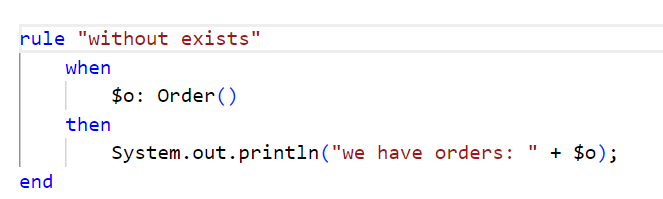 rule "without exists"
    when
        $o: Order()
    then
        System.out.println("we have orders: " + $o);
end